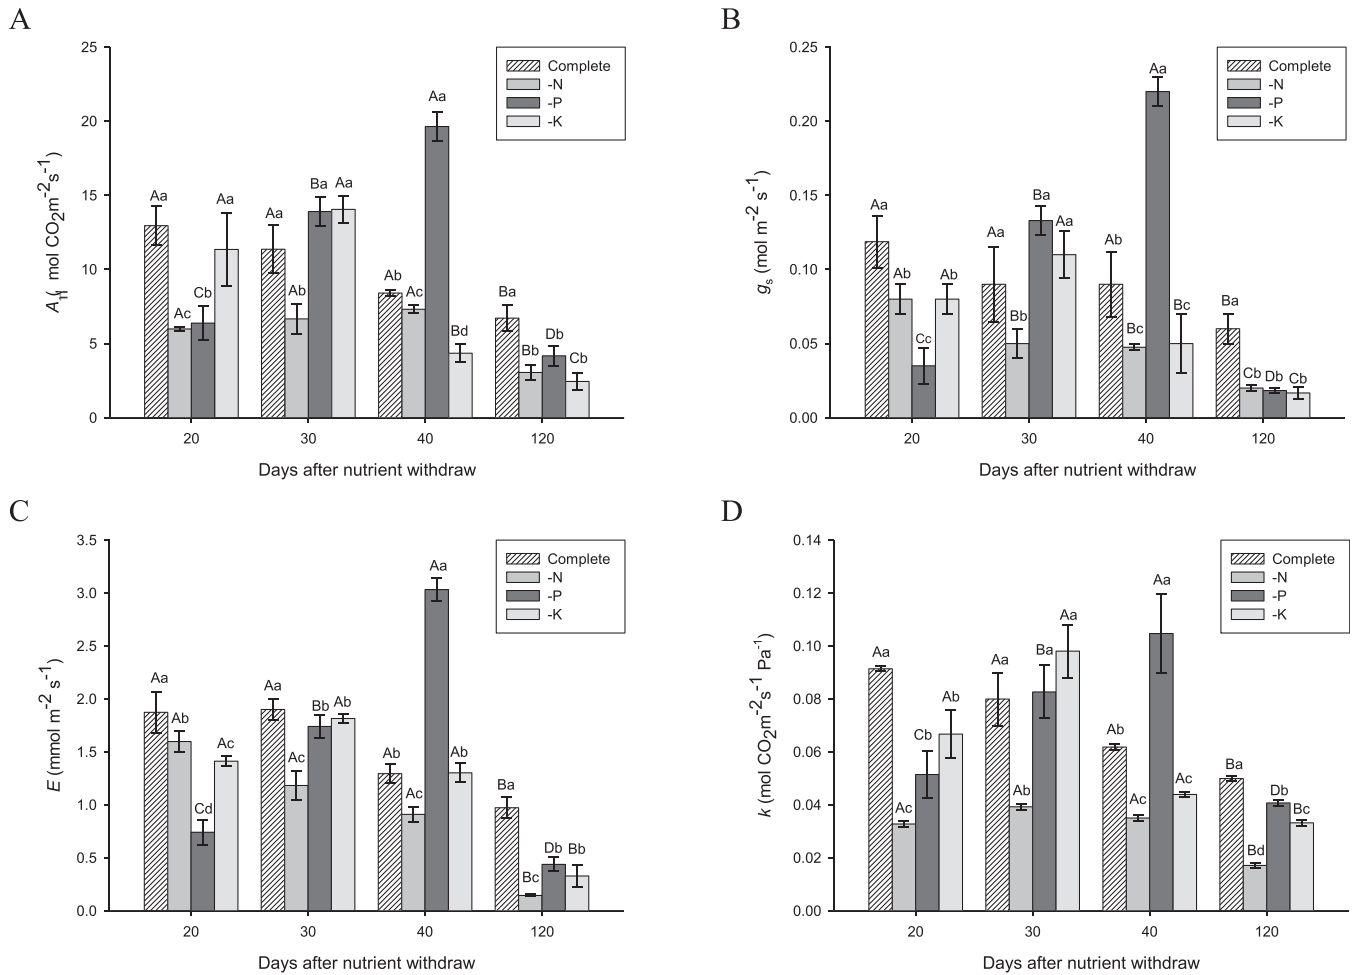 A
25
20
15
10
5
0
A
mol CO2m-2s-1)
Complete
-N
-P
-K
Aa
Ac
Cb
Aa
Aa
Ab
Ba
Aa
Ab
Ac
Aa
Bd
Ba
Bb
Db
Cb
20 30 40 120
Days after nutrient withdraw
B
0.25
0.20
0.15
0.10
0.05
0.00
gs (mol m-2 s-1)
Complete
-N
-P
-K
Aa
Ab
Cc
Ab
Aa
Bb
Ba
Aa
Ab
Bc
Aa
Bc
Ba
Cb
Db
Cb
20 30 40 120
Days after nutrient withdraw
C
3.5
3.0
2.5
2.0
1.5
1.0
0.5
0.0
E (mmol m-2 s-1)
Complete
-N
-P
-K
Aa
Ab
Cd
Ac
Aa
Ac
Bb
Ab
Ab
Ac
Aa
Ab
Ba
Bc
Db
Bb
20 30 40 120
Days after nutrient withdraw
D
0.14
0.12
0.10
0.08
0.06
0.04
0.02
0.00
k (mol CO2m-2s-1 Pa-1)
Complete
-N
-P
-K
Aa
Ac
Cb
Ab
Aa
Ab
Ba
Aa
Ab
Ac
Aa
Ac
Ba
Bd
Db
Bc
20 30 40 120
Days after nutrient withdraw